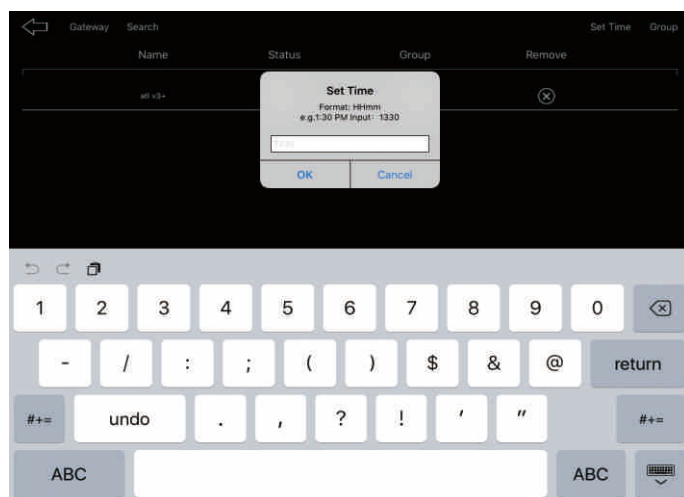 Gateway Search Set Time Group
Name Status Group Remove
Set Time
Format: HHmm
e.g.1:30 PM Input: 1330
OK Cancel
1 2 3 4 5 6 7 8 9 0
- / : ; ( ) $ & @ return
#+= undo . , ? ! ' " #+=
ABC ABC